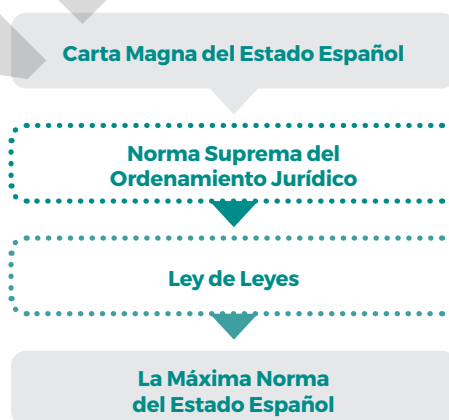 Carta Magna del Estado Español
Norma Suprema del
Ordenamiento Jurídico
Ley de Leyes
La Máxima Norma
del Estado Español